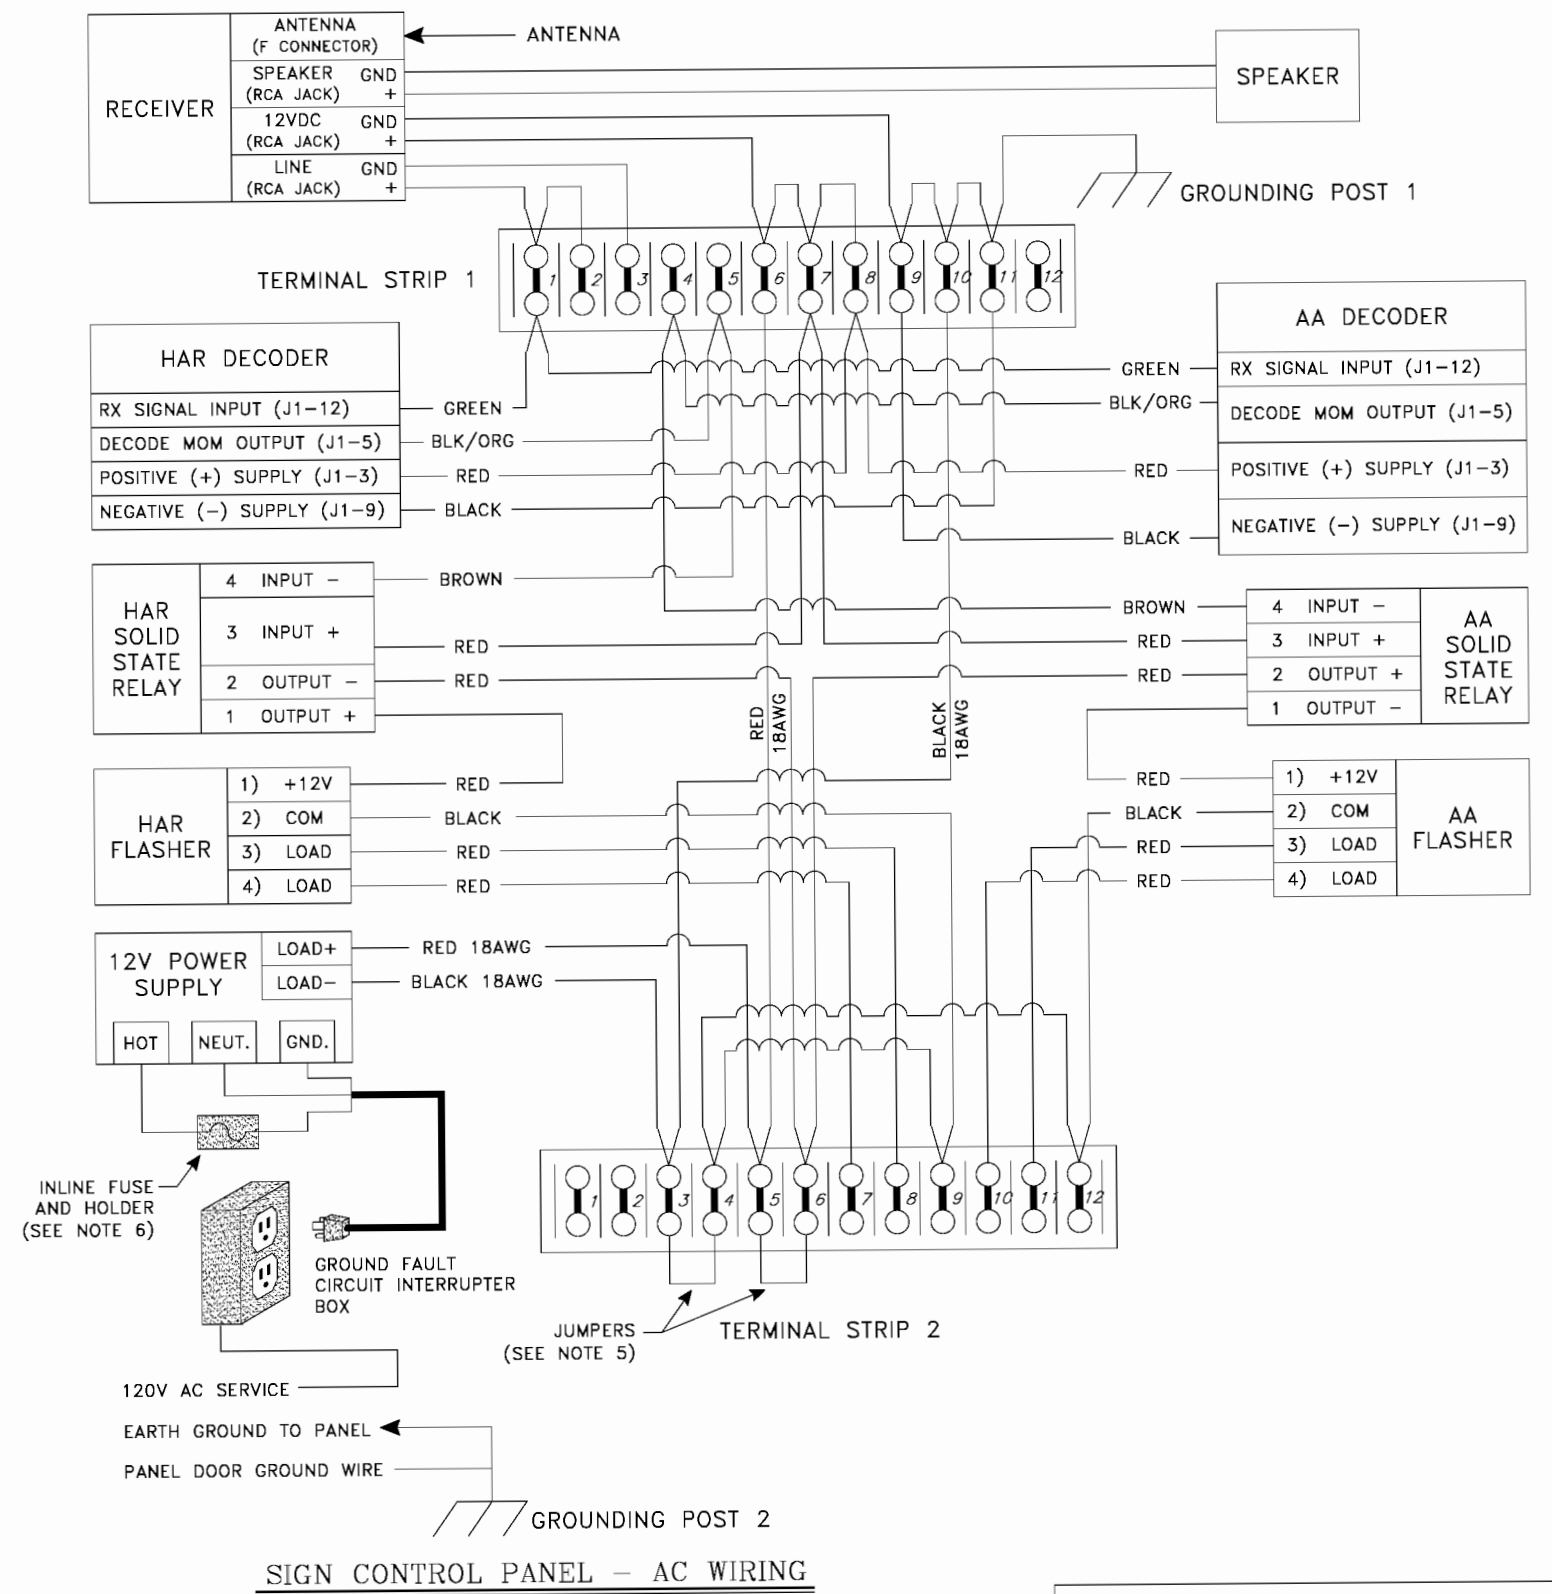 ANTENNA
(F CONNECTOR)
ANTENNA
RECEIVER
SPEAKER GND
(RCA JACK) +
12VDC GND
(RCA JACK) +
LINE GND
(RCA JACK) +
SPEAKER
GROUNDING POST 1
TERMINAL STRIP 1
1 2 3 4 5 6 7 8 9 10 11 12
HAR DECODER
RX SIGNAL INPUT (J1-12)
GREEN
DECODE MOM OUTPUT (J1-5)
BLK/ORG
POSITIVE (+) SUPPLY (J1-3)
RED
NEGATIVE (-) SUPPLY (J1-9)
BLACK
AA DECODER
GREEN
RX SIGNAL INPUT (J1-12)
BLK/ORG
DECODE MOM OUTPUT (J1-5)
RED
POSITIVE (+) SUPPLY (J1-3)
BLACK
NEGATIVE (-) SUPPLY (J1-9)
HAR
SOLID
STATE
RELAY
4 INPUT -
BROWN
3 INPUT +
RED
2 OUTPUT -
RED
1 OUTPUT +
BROWN
4 INPUT -
RED
3 INPUT +
RED
2 OUTPUT +
1 OUTPUT -
AA
SOLID
STATE
RELAY
RED
18AWG
BLACK
18AWG
HAR
FLASHER
1) +12V
RED
2) COM
BLACK
3) LOAD
RED
4) LOAD
RED
RED
1) +12V
BLACK
2) COM
RED
3) LOAD
RED
4) LOAD
AA
FLASHER
12V POWER
SUPPLY
LOAD+
RED 18AWG
LOAD-
BLACK 18AWG
HOT
NEUT.
GND.
INLINE FUSE
AND HOLDER
(SEE NOTE 6)
GROUND FAULT
CIRCUIT INTERRUPTER
BOX
1 2 3 4 5 6 7 8 9 10 11 12
JUMPERS
(SEE NOTE 5)
TERMINAL STRIP 2
120V AC SERVICE
EARTH GROUND TO PANEL
PANEL DOOR GROUND WIRE
GROUNDING POST 2
SIGN CONTROL PANEL - AC WIRING